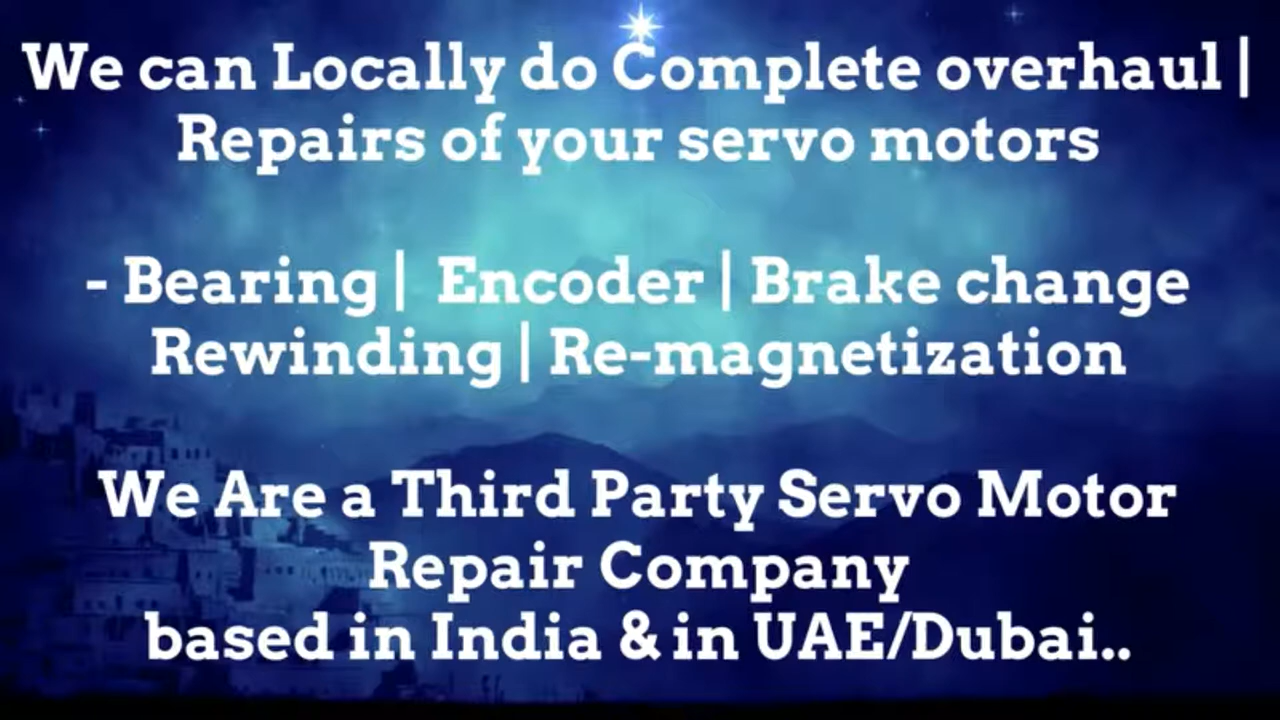 We can Locally do Complete overhaul |
Repairs of your servo motors
- Bearing | Encoder | Brake change
Rewinding | Re-magnetization
We Are a Third Party Servo Motor
Repair Company
based in India & in UAE/Dubai..